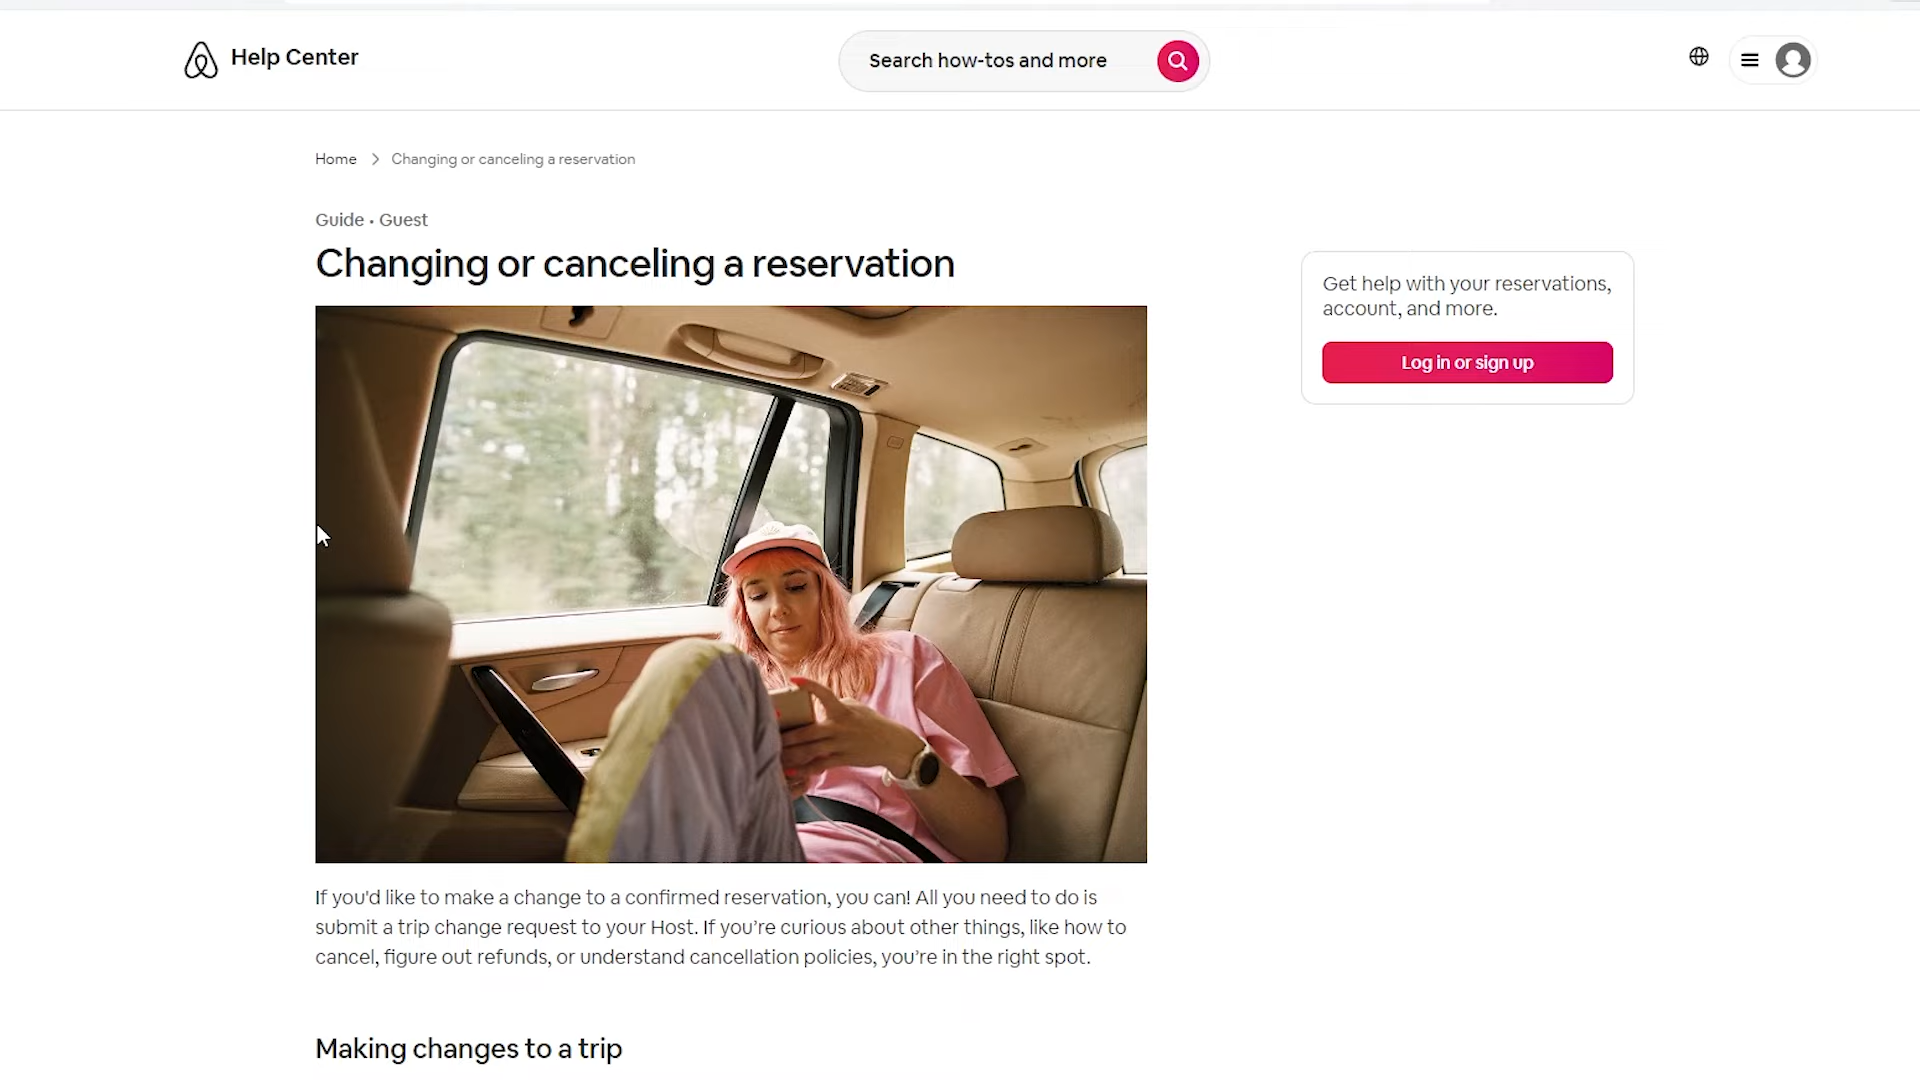 Help Center
Search how-tos and more
Home
Changing or canceling a reservation
Guide • Guest
Changing or canceling a reservation
Get help with your reservations,
account, and more.
Log in or sign up
If you'd like to make a change to a confirmed reservation, you can! All you need to do is
submit a trip change request to your Host. If you’re curious about other things, like how to
cancel, figure out refunds, or understand cancellation policies, you’re in the right spot.
Making changes to a trip